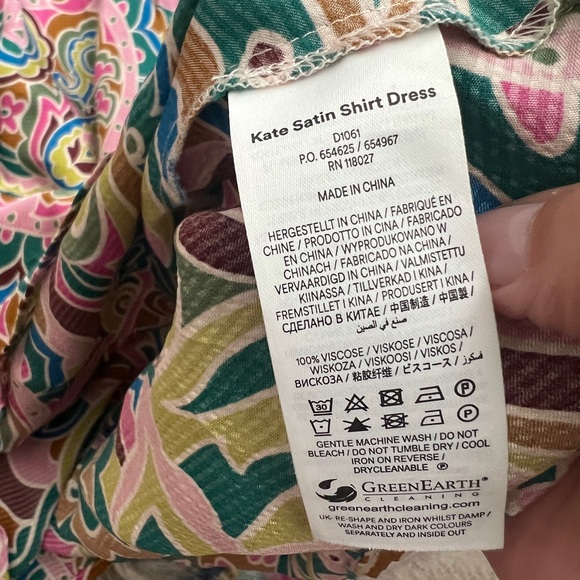 Kate Satin Shirt Dress
D1061
P.O. 654625 / 654967
RN 118027
MADE IN CHINA
HERGESTELLT IN CHINA / FABRIQUÉ EN
CHINE / PRODOTTO IN CINA / FABRICADO
EN CHINA / WYPRODUKOWANO W
CHINACH / FABRICADO NA CHINA /
VERVAARDIGD IN CHINA / VALMISTETTU
KIINASSA / TILLVERKAD I KINA /
FREMSTILLET I KINA / PRODUSERT I KINA /
СДЕЛАНО В КИТАЕ / 中国制造 / 中国製 /
صنع في الصين
100% VISCOSE / VISKOSE / VISCOSA /
WISKOZA / VISKOOSI / VISKOS /
ВИСКОЗА / 粘胶纤维 / ビスコース / فسكوز
30
GENTLE MACHINE WASH / DO NOT
BLEACH / DO NOT TUMBLE DRY / COOL
IRON ON REVERSE /
DRYCLEANABLE P
GREENEARTH®
CLEANING
greenearthcleaning.com
UK- RE-SHAPE AND IRON WHILST DAMP /
WASH AND DRY DARK COLOURS
SEPARATELY AND INSIDE OUT